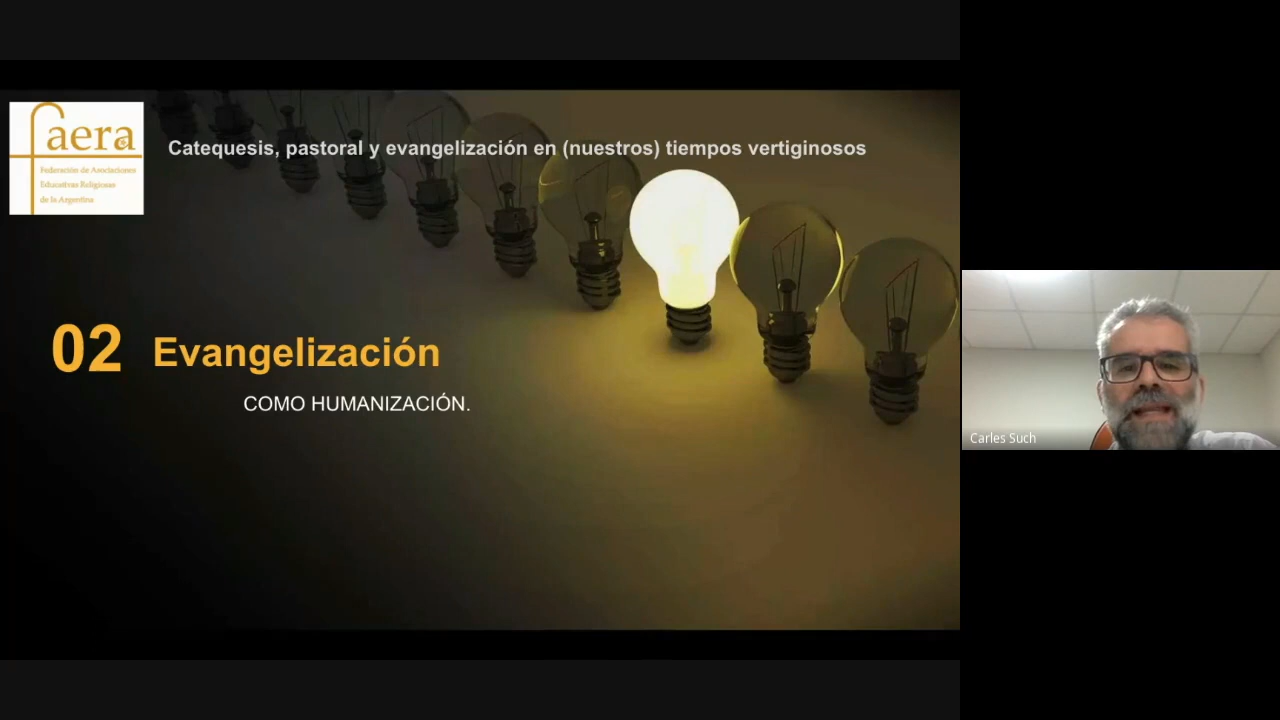 faera
Federación de Asociaciones
Educativas Religiosas
de la Argentina
Catequesis, pastoral y evangelización en (nuestros) tiempos vertiginosos
02 Evangelización
COMO HUMANIZACIÓN.
Carles Such